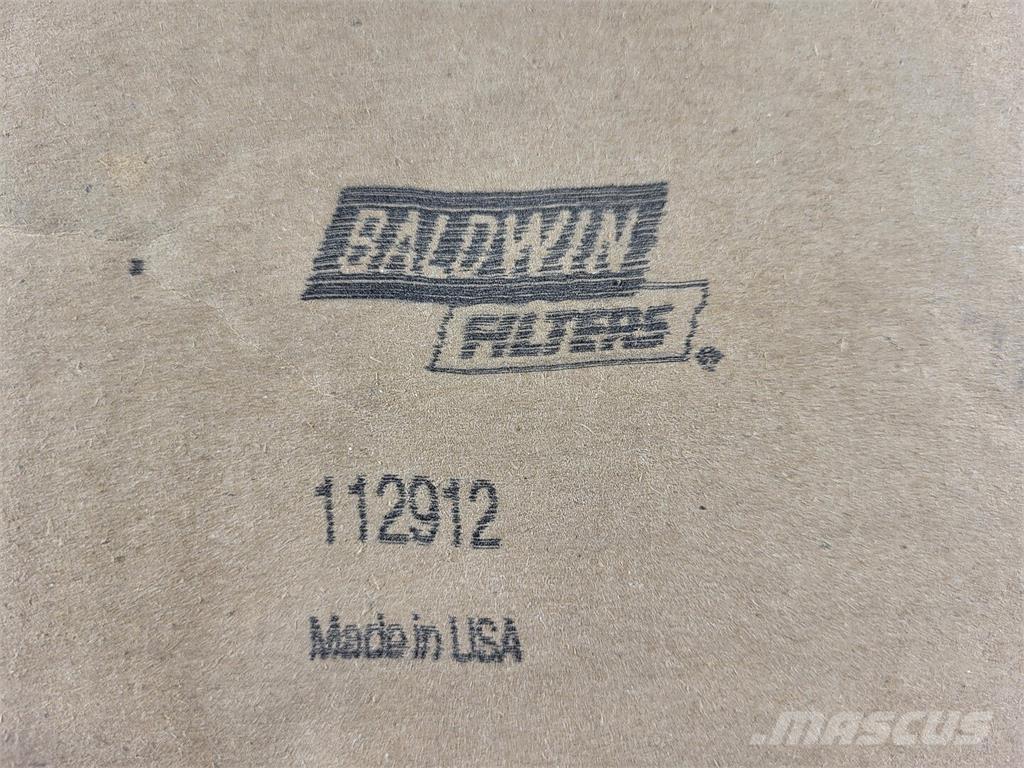 BALDWIN
FILTERS®
112912
Made in USA
MASCUS